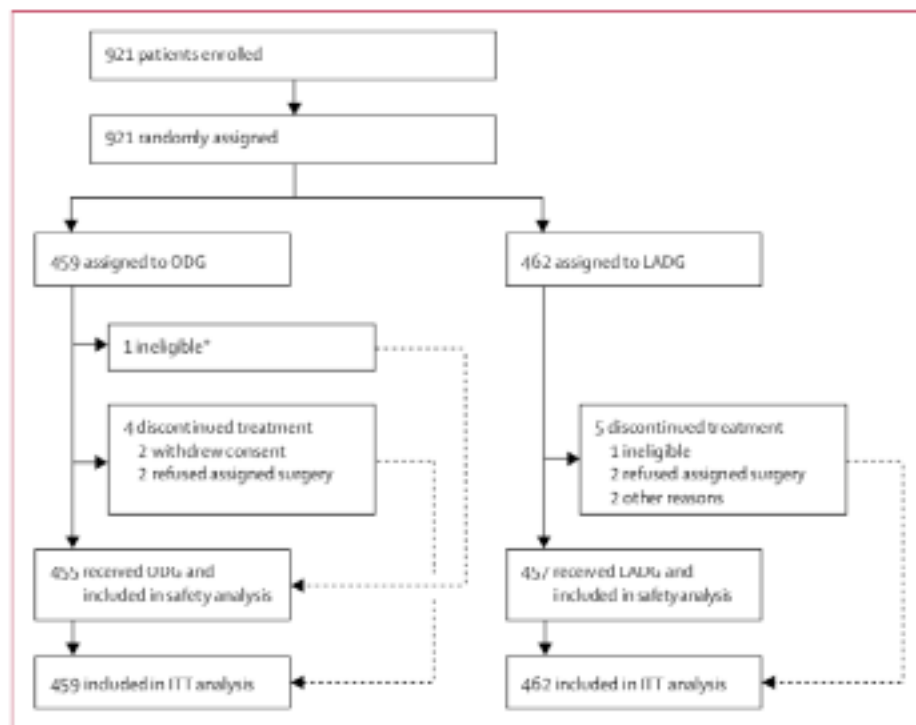 921 patients enrolled
921 randomly assigned
459 assigned to ODG
462 assigned to LADG
1 ineligible*
4 discontinued treatment
2 withdrew consent
2 refused assigned surgery
5 discontinued treatment
1 ineligible
2 refused assigned surgery
2 other reasons
455 received ODG and
included in safety analysis
457 received LADG and
included in safety analysis
459 included in ITT analysis
462 included in ITT analysis